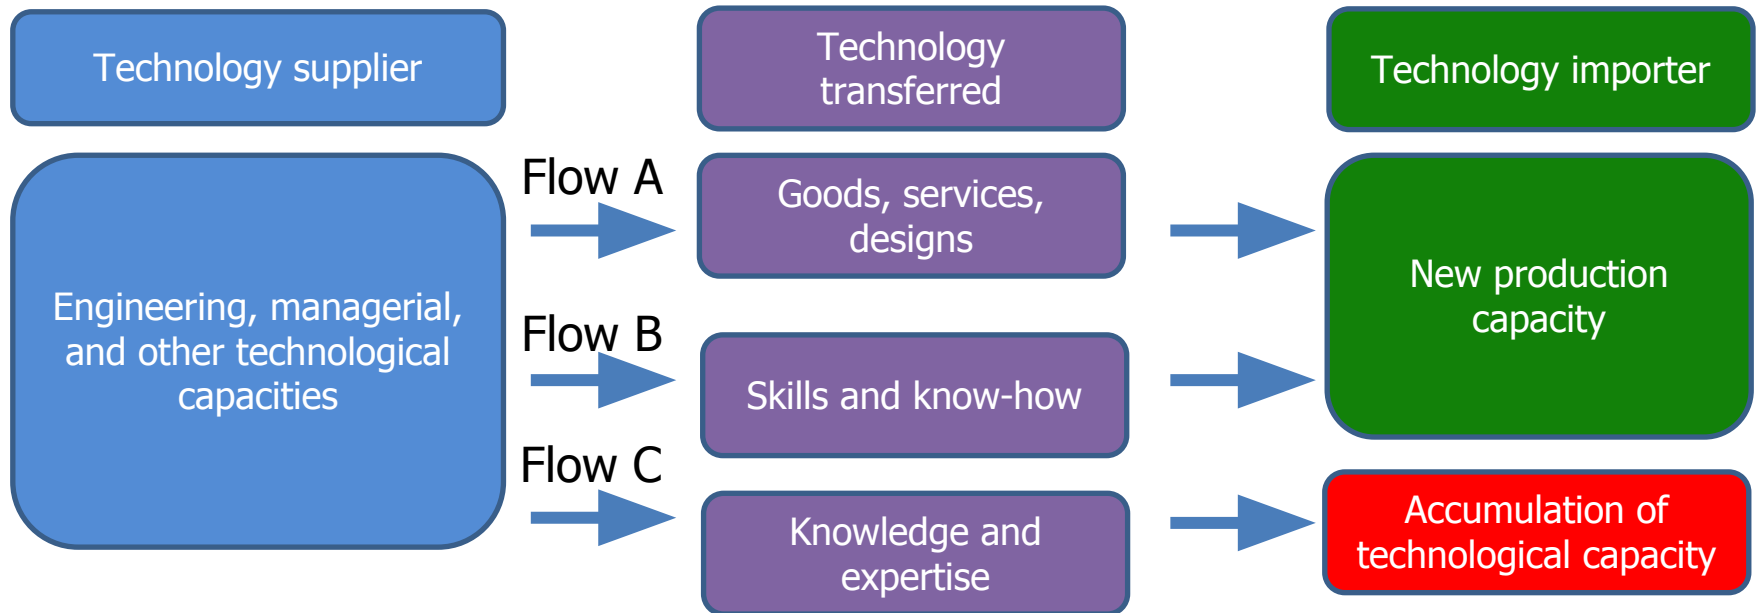 Technology supplier
Technology
transferred
Technology importer
Engineering, managerial,
and other technological
capacities
Flow A
Goods, services,
designs
Flow B
Skills and know-how
Flow C
Knowledge and
expertise
New production
capacity
Accumulation of
technological capacity